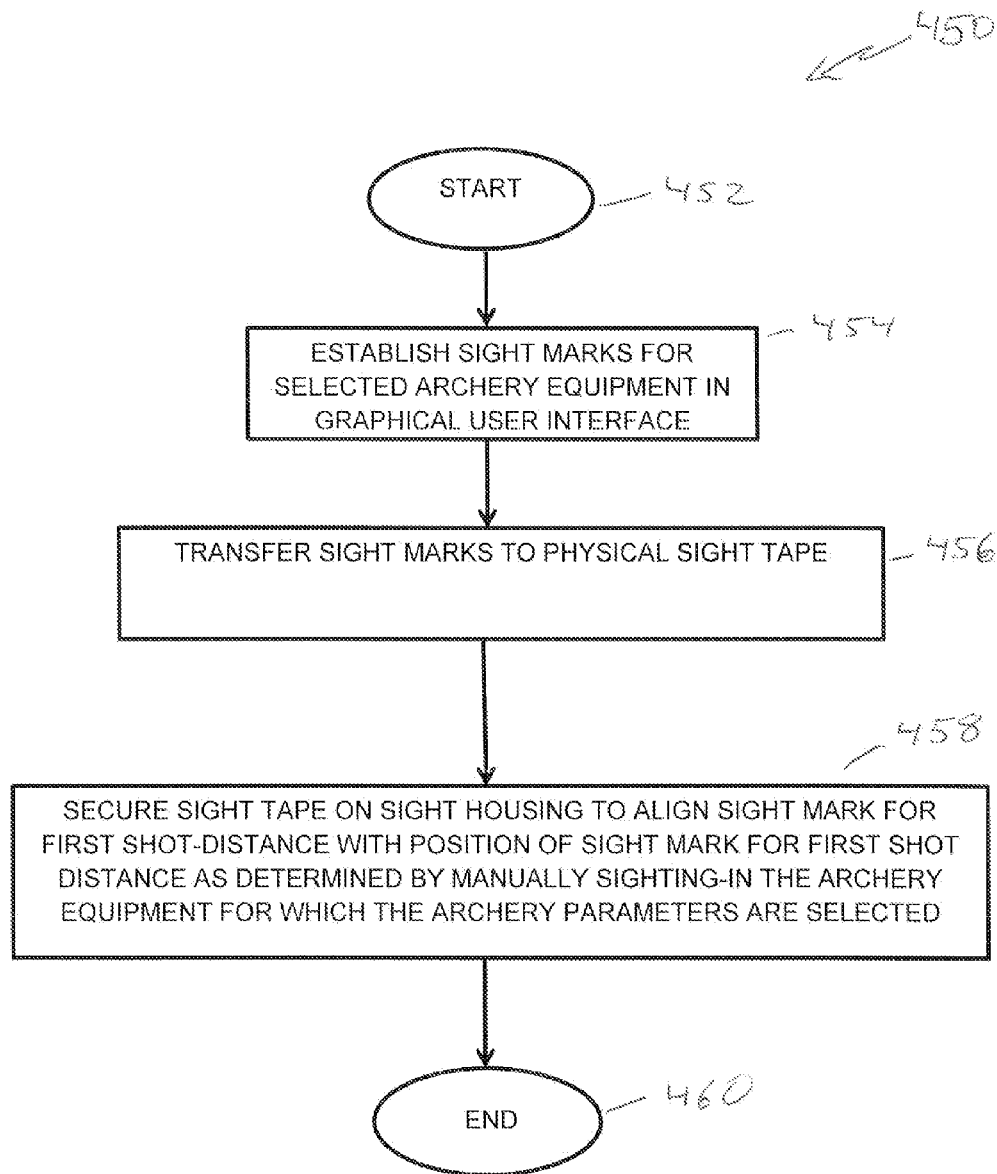 450
START
452
454
ESTABLISH SIGHT MARKS FOR
SELECTED ARCHERY EQUIPMENT IN
GRAPHICAL USER INTERFACE
TRANSFER SIGHT MARKS TO PHYSICAL SIGHT TAPE
456
458
SECURE SIGHT TAPE ON SIGHT HOUSING TO ALIGN SIGHT MARK FOR
FIRST SHOT-DISTANCE WITH POSITION OF SIGHT MARK FOR FIRST SHOT
DISTANCE AS DETERMINED BY MANUALLY SIGHTING-IN THE ARCHERY
EQUIPMENT FOR WHICH THE ARCHERY PARAMETERS ARE SELECTED
END
460